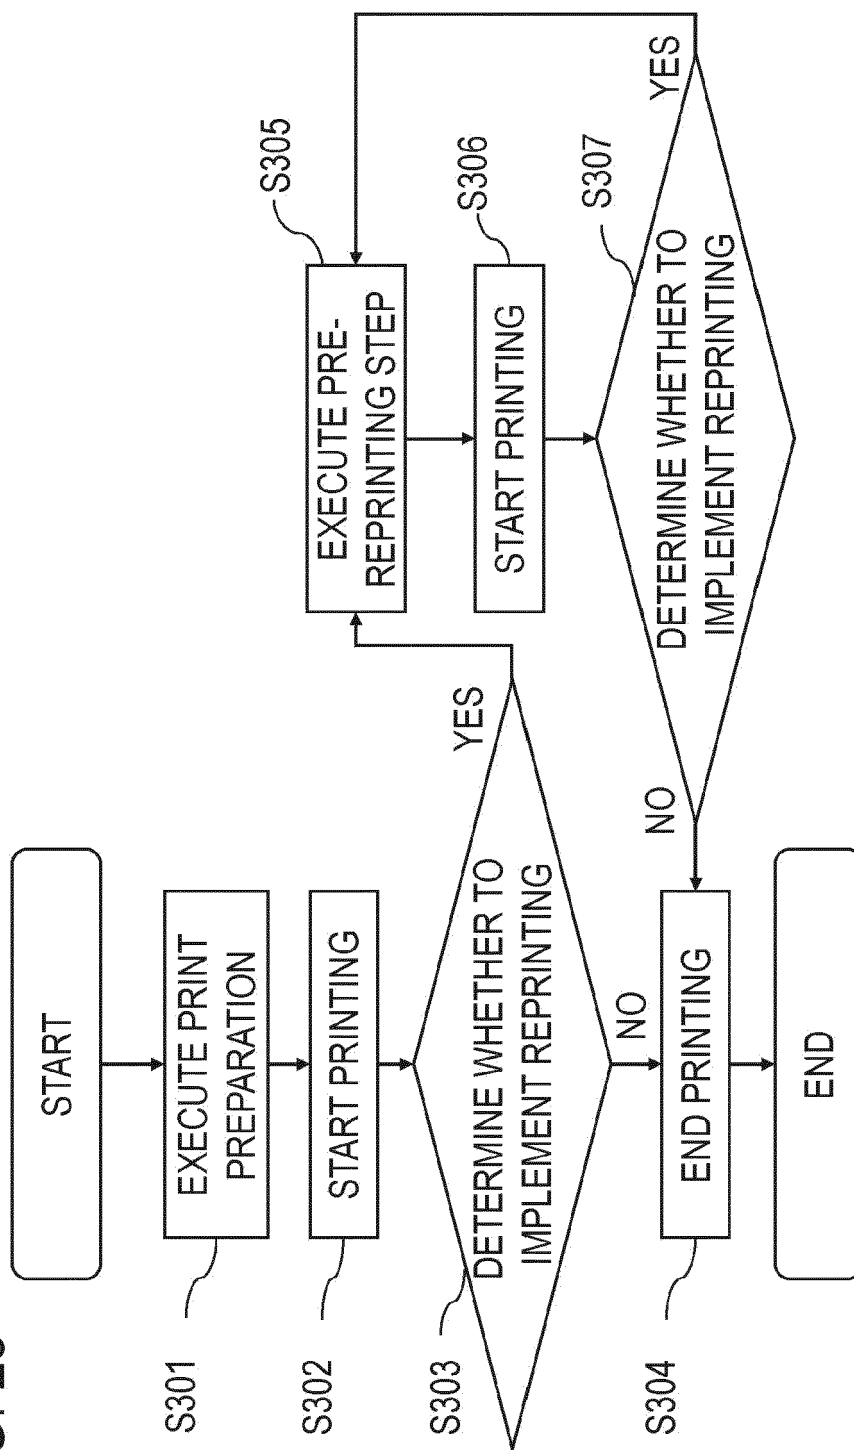 START
S301
EXECUTE PRINT
PREPARATION
S302
START PRINTING
S303
DETERMINE WHETHER TO
IMPLEMENT REPRINTING
YES
NO
S304
END PRINTING
END
S305
EXECUTE PRE-
REPRINTING STEP
S306
START PRINTING
S307
DETERMINE WHETHER TO
IMPLEMENT REPRINTING
YES
NO